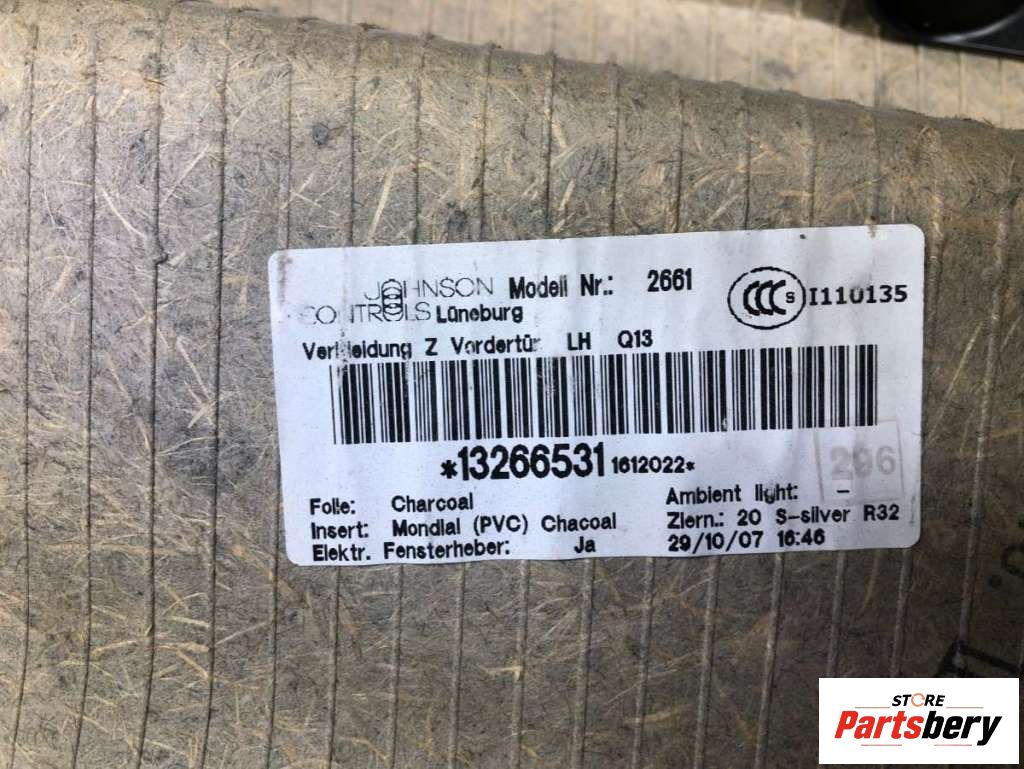 JOHNSON CONTROLS Lüneburg
Modell Nr.: 2661
CCC S I110135
Verkleidung Z Vordertür LH Q13
*13266531 1612022*
296
Folie: Charcoal
Insert: Mondial (PVC) Chacoal
Elektr. Fensterheber: Ja
Ambient light: -
Ziern.: 20 S-silver R32
29/10/07 16:46
STORE
Partsbery